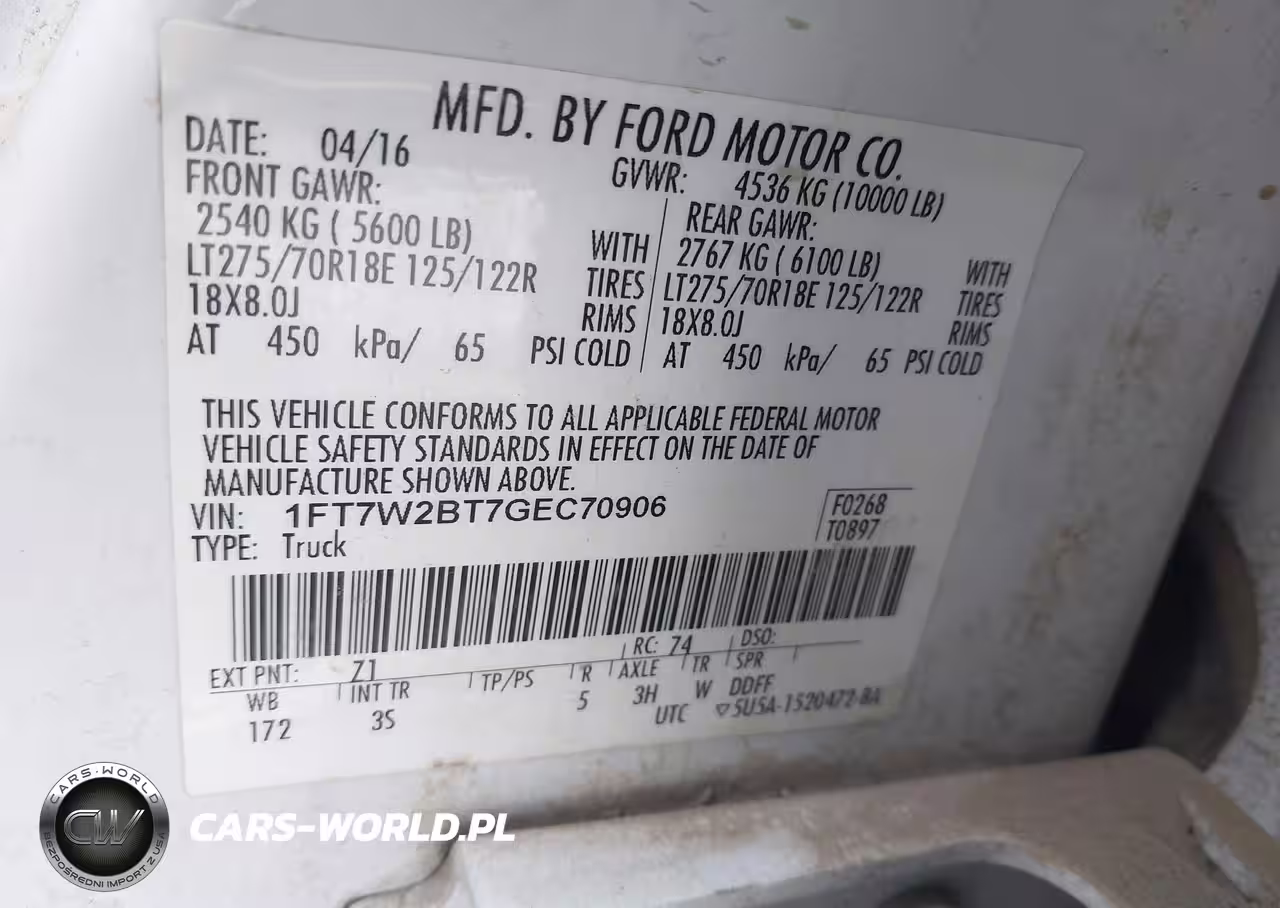 MFD. BY FORD MOTOR CO.
DATE: 04/16
GVWR: 4536 KG (10000 LB)
FRONT GAWR:
2540 KG ( 5600 LB) WITH
LT275/70R18E 125/122R TIRES
18X8.0J RIMS
AT 450 kPa/ 65 PSI COLD
REAR GAWR:
2767 KG ( 6100 LB) WITH
LT275/70R18E 125/122R TIRES
18X8.0J RIMS
AT 450 kPa/ 65 PSI COLD
THIS VEHICLE CONFORMS TO ALL APPLICABLE FEDERAL MOTOR
VEHICLE SAFETY STANDARDS IN EFFECT ON THE DATE OF
MANUFACTURE SHOWN ABOVE.
VIN: 1FT7W2BT7GEC70906
TYPE: Truck
F0268
T0897
EXT PNT: Z1 RC: 74 DSO:
WB INT TR TP/PS R AXLE TR SPR
172 3S 5 3H W DDFF
UTC ▽5U5A-1520472-BA
CARS-WORLD
CW
BEZPOŚREDNI IMPORT Z USA
CARS-WORLD.PL